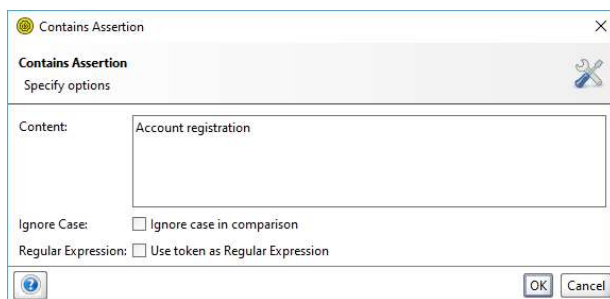 Contains Assertion
Contains Assertion
Specify options
Content: Account registration
Ignore Case: Ignore case in comparison
Regular Expression: Use token as Regular Expression
OK Cancel